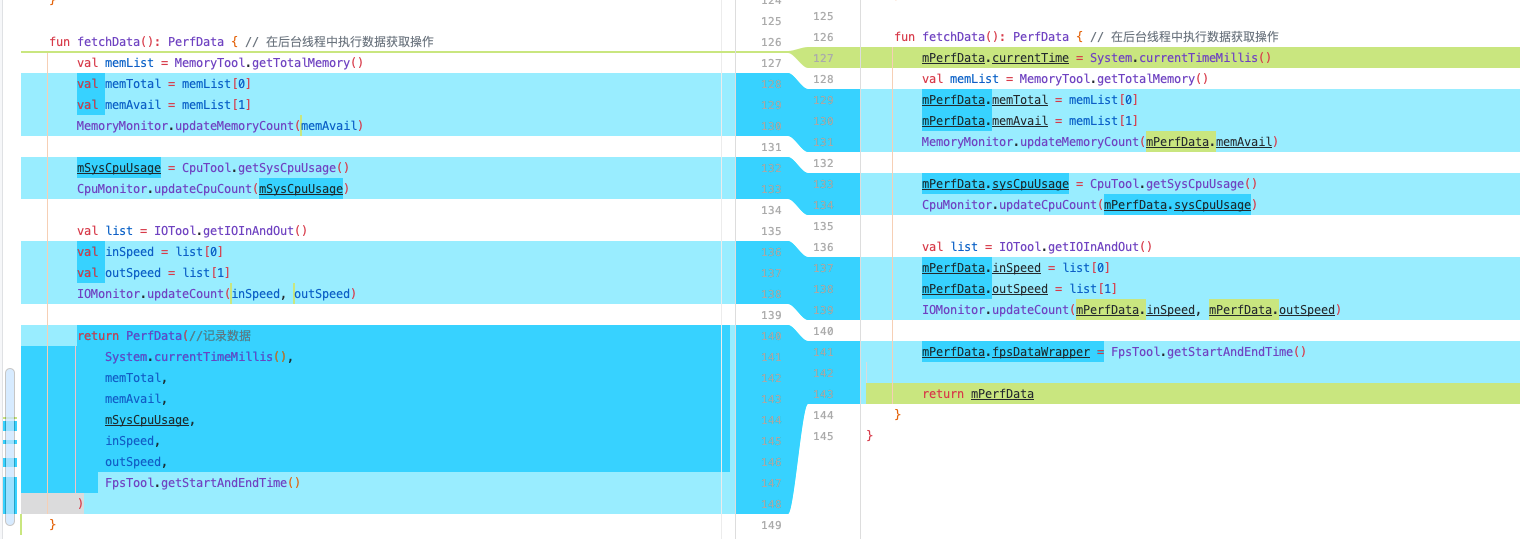 }
124
125
fun fetchData(): PerfData { // 在后台线程中执行数据获取操作
126
val memList = MemoryTool.getTotalMemory()
127
val memTotal = memList[0]
128
val memAvail = memList[1]
129
MemoryMonitor.updateMemoryCount(memAvail)
130
131
mSysCpuUsage = CpuTool.getSysCpuUsage()
132
CpuMonitor.updateCpuCount(mSysCpuUsage)
133
134
val list = IOTool.getIOInAndOut()
135
val inSpeed = list[0]
136
val outSpeed = list[1]
137
IOMonitor.updateCount(inSpeed, outSpeed)
138
139
return PerfData(//记录数据
140
System.currentTimeMillis(),
141
memTotal,
142
memAvail,
143
mSysCpuUsage,
144
inSpeed,
145
outSpeed,
146
FpsTool.getStartAndEndTime()
147
)
148
}
149
125
126
fun fetchData(): PerfData { // 在后台线程中执行数据获取操作
127
mPerfData.currentTime = System.currentTimeMillis()
128
val memList = MemoryTool.getTotalMemory()
129
mPerfData.memTotal = memList[0]
130
mPerfData.memAvail = memList[1]
131
MemoryMonitor.updateMemoryCount(mPerfData.memAvail)
132
133
mPerfData.sysCpuUsage = CpuTool.getSysCpuUsage()
134
CpuMonitor.updateCpuCount(mPerfData.sysCpuUsage)
135
136
val list = IOTool.getIOInAndOut()
137
mPerfData.inSpeed = list[0]
138
mPerfData.outSpeed = list[1]
139
IOMonitor.updateCount(mPerfData.inSpeed, mPerfData.outSpeed)
140
141
mPerfData.fpsDataWrapper = FpsTool.getStartAndEndTime()
142
143
return mPerfData
144
}
145
}